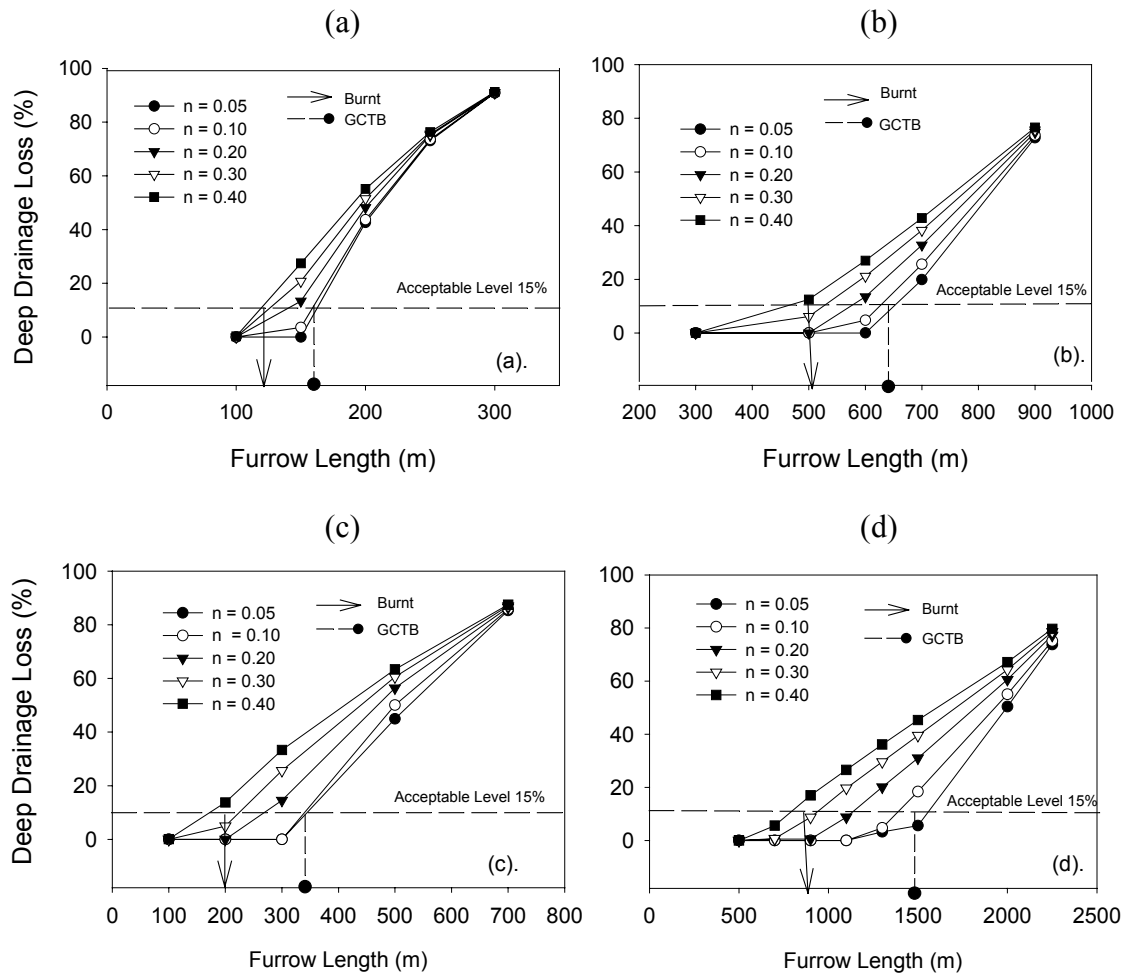 (a)
(b)
Deep Drainage Loss (%)
100
80
60
40
20
0
n = 0.05
n = 0.10
n = 0.20
n = 0.30
n = 0.40
Burnt
GCTB
Acceptable Level 15%
(a).
0
100
200
300
Furrow Length (m)
100
80
60
40
20
0
n = 0.05
n = 0.10
n = 0.20
n = 0.30
n = 0.40
Burnt
GCTB
Acceptable Level 15%
(b).
200 300 400 500 600 700 800 900 1000
Furrow Length (m)
(c)
(d)
Deep Drainage Loss (%)
100
80
60
40
20
0
n = 0.05
n = 0.10
n = 0.20
n = 0.30
n = 0.40
Burnt
GCTB
Acceptable Level 15%
(c).
0 100 200 300 400 500 600 700 800
Furrow Length (m)
100
80
60
40
20
0
n = 0.05
n = 0.10
n = 0.20
n = 0.30
n = 0.40
Burnt
GCTB
Acceptable Level 15%
(d).
0 500 1000 1500 2000 2500
Furrow Length (m)